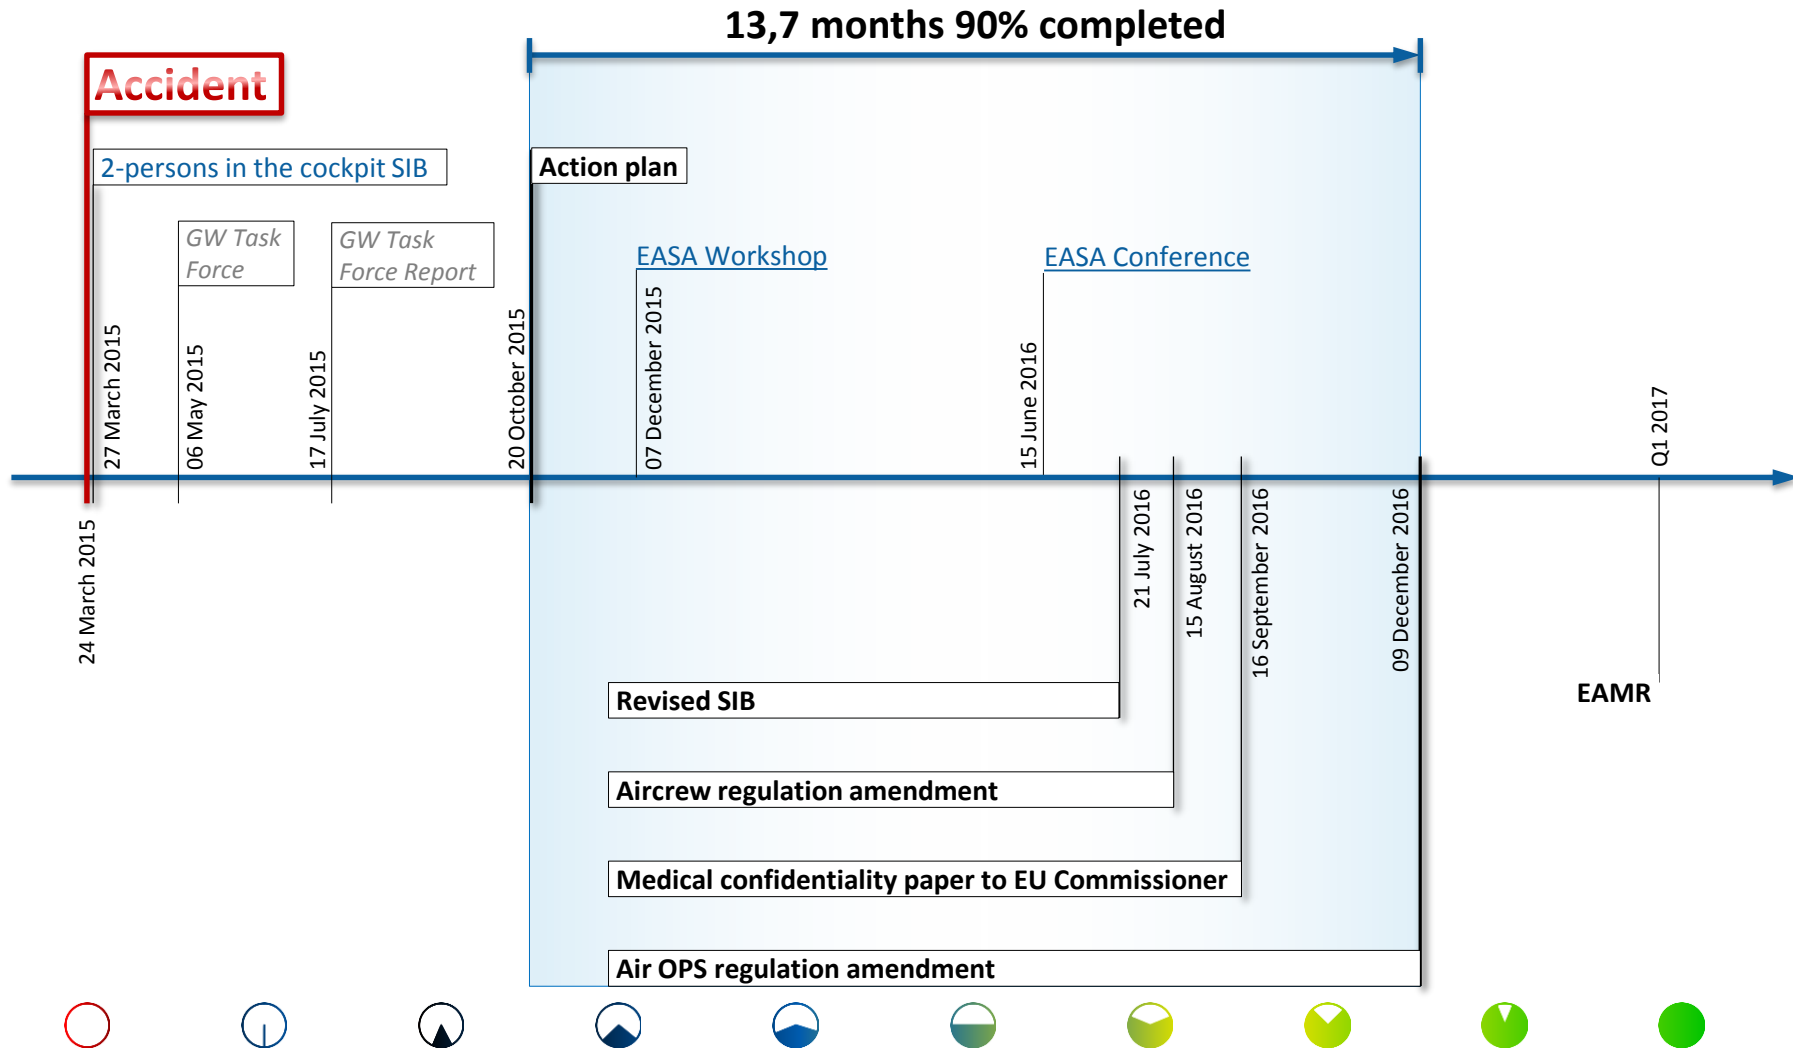 13,7 months 90% completed
Accident
2-persons in the cockpit SIB
Action plan
GW Task
Force
GW Task
Force Report
EASA Workshop
EASA Conference
27 March 2015
06 May 2015
17 July 2015
20 October 2015
07 December 2015
15 June 2016
Q1 2017
24 March 2015
21 July 2016
15 August 2016
16 September 2016
09 December 2016
Revised SIB
EAMR
Aircrew regulation amendment
Medical confidentiality paper to EU Commissioner
Air OPS regulation amendment